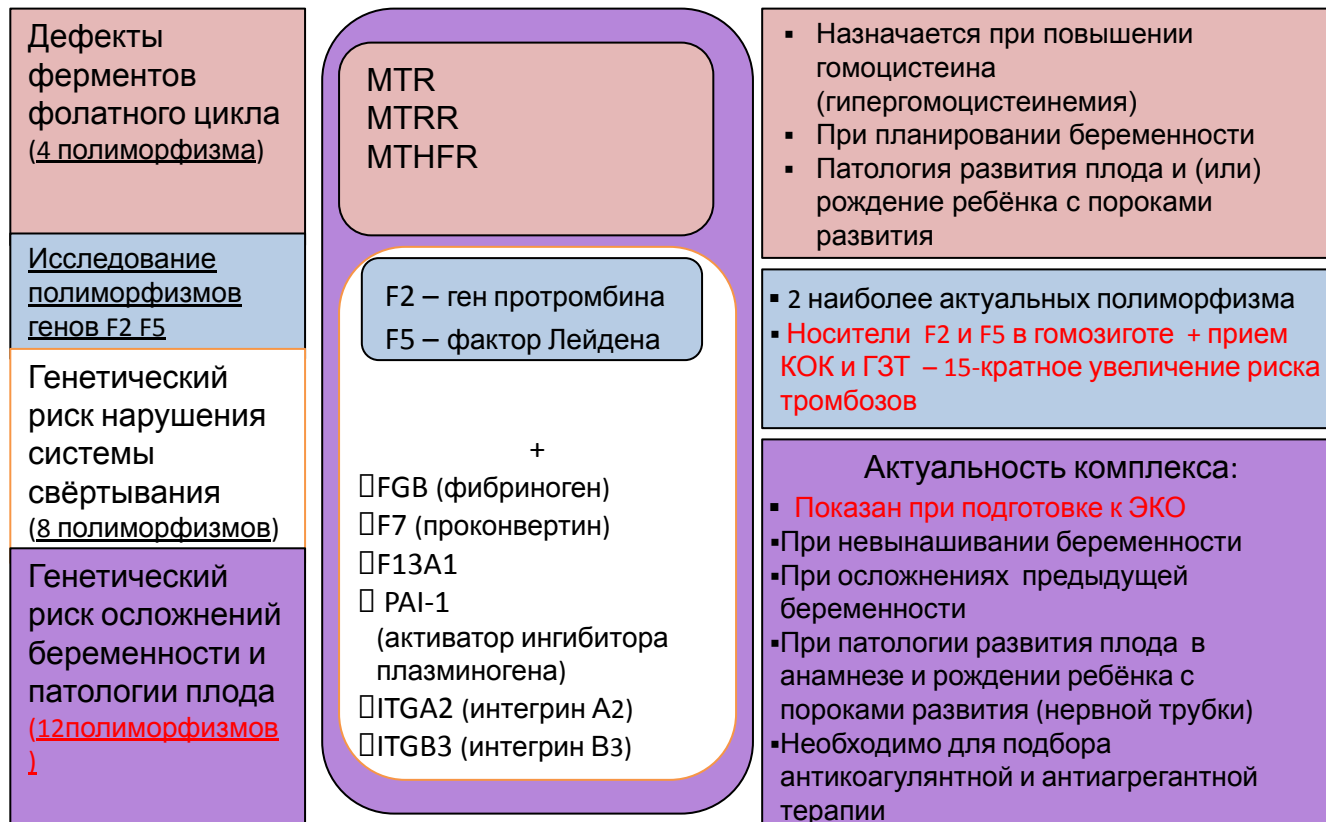 Дефекты
ферментов
фолатного цикла
(4 полиморфизма)
Исследование
полиморфизмов
генов F2 F5
Генетический
риск нарушения
системы
свёртывания
(8 полиморфизмов)
Генетический
риск осложнений
беременности и
патологии плода
(12полиморфизмов
)
MTR
MTRR
MTHFR
F2 – ген протромбина
F5 – фактор Лейдена
+
FGB (фибриноген)
F7 (проконвертин)
F13A1
PAI-1
(активатор ингибитора
плазминогена)
ITGA2 (интегрин А2)
ITGB3 (интегрин В3)
▪ Назначается при повышении
гомоцистеина
(гипергомоцистеинемия)
▪ При планировании беременности
▪ Патология развития плода и (или)
рождение ребёнка с пороками
развития
▪ 2 наиболее актуальных полиморфизма
▪ Носители F2 и F5 в гомозиготе + прием
КОК и ГЗТ – 15-кратное увеличение риска
тромбозов
Актуальность комплекса:
▪ Показан при подготовке к ЭКО
▪При невынашивании беременности
▪При осложнениях предыдущей
беременности
▪При патологии развития плода в
анамнезе и рождении ребёнка с
пороками развития (нервной трубки)
▪Необходимо для подбора
антикоагулянтной и антиагрегантной
терапии